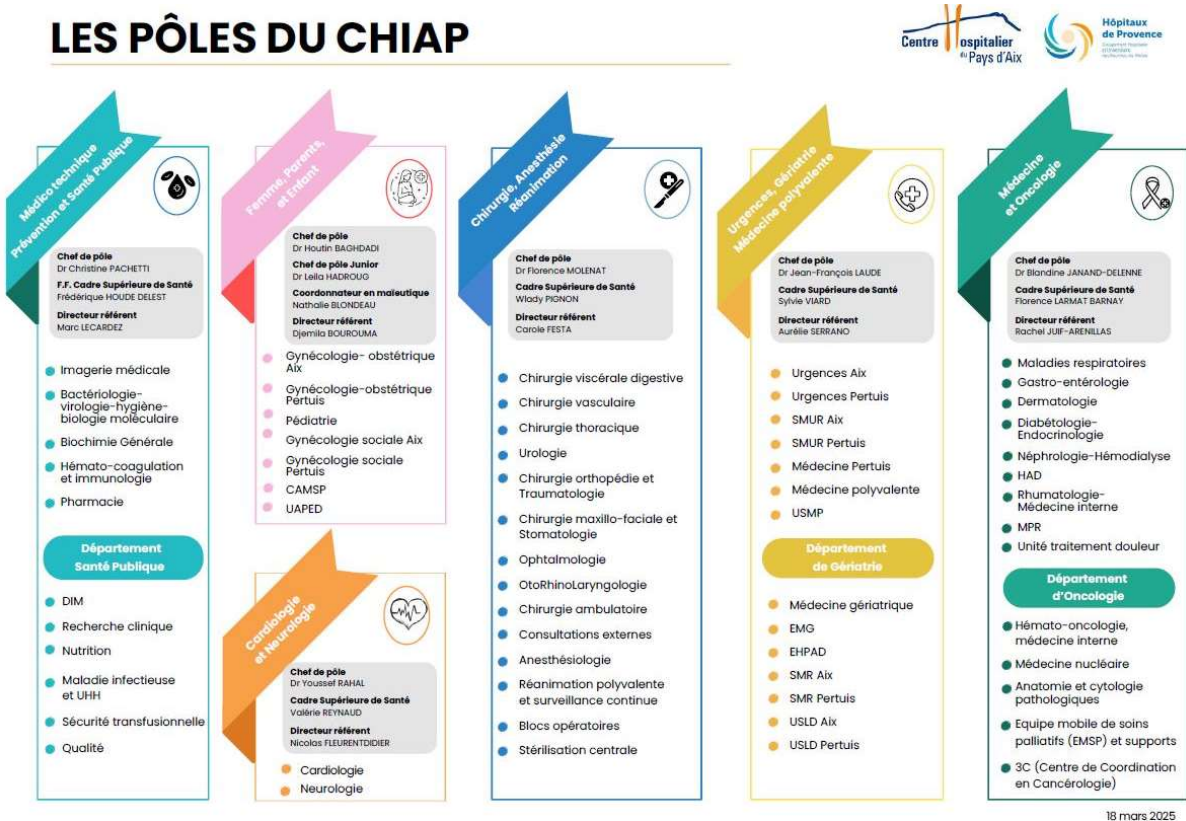 LES PÔLES DU CHIAP
Centre Hospitalier
du Pays d'Aix
Hôpitaux
de Provence
Médico technique
Prévention et Santé Publique
Chef de pôle
Dr Christine PACHETTI
F.F. Cadre Supérieure de Santé
Frédérique HOUDE DELEST
Directeur référent
Marc LECARDEZ
Imagerie médicale
Bactériologie-
virologie-hygiène-
biologie moléculaire
Biochimie Générale
Hémato-coagulation
et immunologie
Pharmacie
Département
Santé Publique
DIM
Recherche clinique
Nutrition
Maladie infectieuse
et UHH
Sécurité transfusionnelle
Qualité
Femme, Parents,
et Enfant
Chef de pôle
Dr Houtin BAGHDADI
Chef de pôle Junior
Dr Leila HADROUG
Coordonnateur en maïeutique
Nathalie BLONDEAU
Directeur référent
Djemila BOUROUMA
Gynécologie- obstétrique
Aix
Gynécologie-obstétrique
Pertuis
Pédiatrie
Gynécologie sociale Aix
Gynécologie sociale
Pertuis
CAMSP
UAPED
Cardiologie
et Neurologie
Chef de pôle
Dr Youssef RAHAL
Cadre Supérieure de Santé
Valérie REYNAUD
Directeur référent
Nicolas FLEURENTDIDIER
Cardiologie
Neurologie
Chirurgie, Anesthésie
Réanimation
Chef de pôle
Dr Florence MOLENAT
Cadre Supérieure de Santé
Wlady PIGNON
Directeur référent
Carole FESTA
Chirurgie viscérale digestive
Chirurgie vasculaire
Chirurgie thoracique
Urologie
Chirurgie orthopédie et
Traumatologie
Chirurgie maxillo-faciale et
Stomatologie
Ophtalmologie
OtoRhinoLaryngologie
Chirurgie ambulatoire
Consultations externes
Anesthésiologie
Réanimation polyvalente
et surveillance continue
Blocs opératoires
Stérilisation centrale
Urgences, Gériatrie
Médecine polyvalente
Chef de pôle
Dr Jean-François LAUDE
Cadre Supérieure de Santé
Sylvie VIARD
Directeur référent
Aurélie SERRANO
Urgences Aix
Urgences Pertuis
SMUR Aix
SMUR Pertuis
Médecine Pertuis
Médecine polyvalente
USMP
Département
de Gériatrie
Médecine gériatrique
EMG
EHPAD
SMR Aix
SMR Pertuis
USLD Aix
USLD Pertuis
Médecine
et Oncologie
Chef de pôle
Dr Blandine JANAND-DELENNE
Cadre Supérieure de Santé
Florence LARMAT BARNAY
Directeur référent
Rachel JUIF-ARENILLAS
Maladies respiratoires
Gastro-entérologie
Dermatologie
Diabétologie-
Endocrinologie
Néphrologie-Hémodialyse
HAD
Rhumatologie-
Médecine interne
MPR
Unité traitement douleur
Département
d'Oncologie
Hémato-oncologie,
médecine interne
Médecine nucléaire
Anatomie et cytologie
pathologiques
Equipe mobile de soins
palliatifs (EMSP) et supports
3C (Centre de Coordination
en Cancérologie)
18 mars 2025